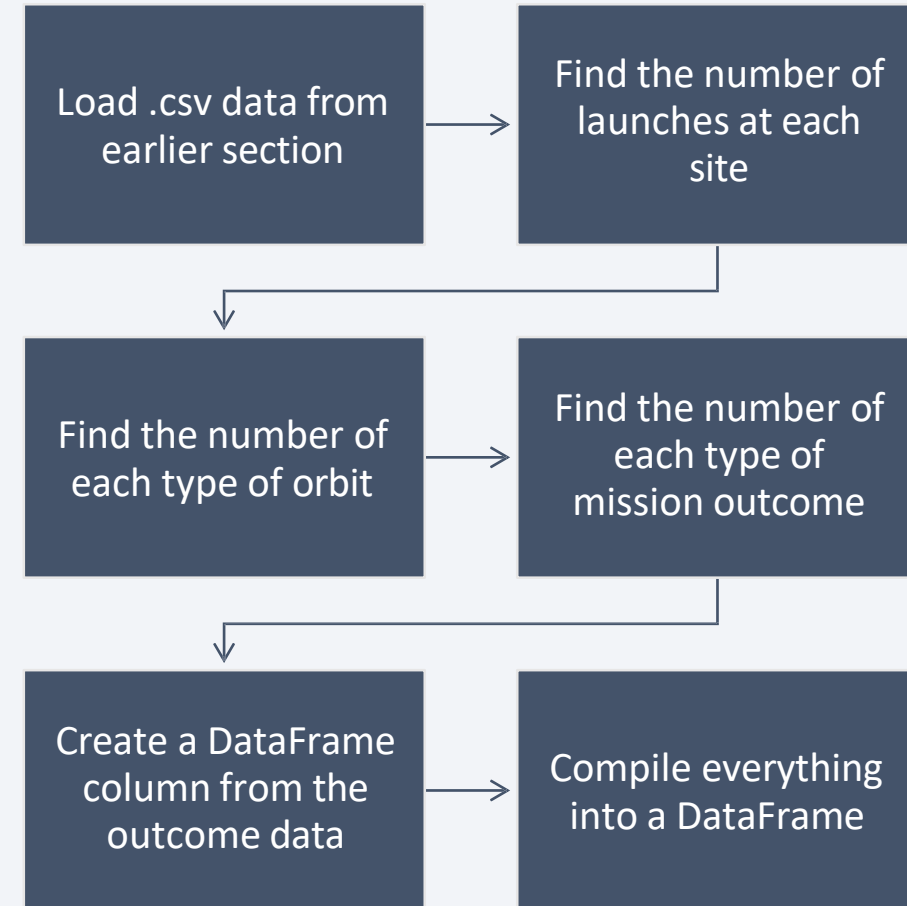 Load .csv data from
earlier section
Find the number of
launches at each
site
Find the number of
each type of orbit
Find the number of
each type of
mission outcome
Create a DataFrame
column from the
outcome data
Compile everything
into a DataFrame